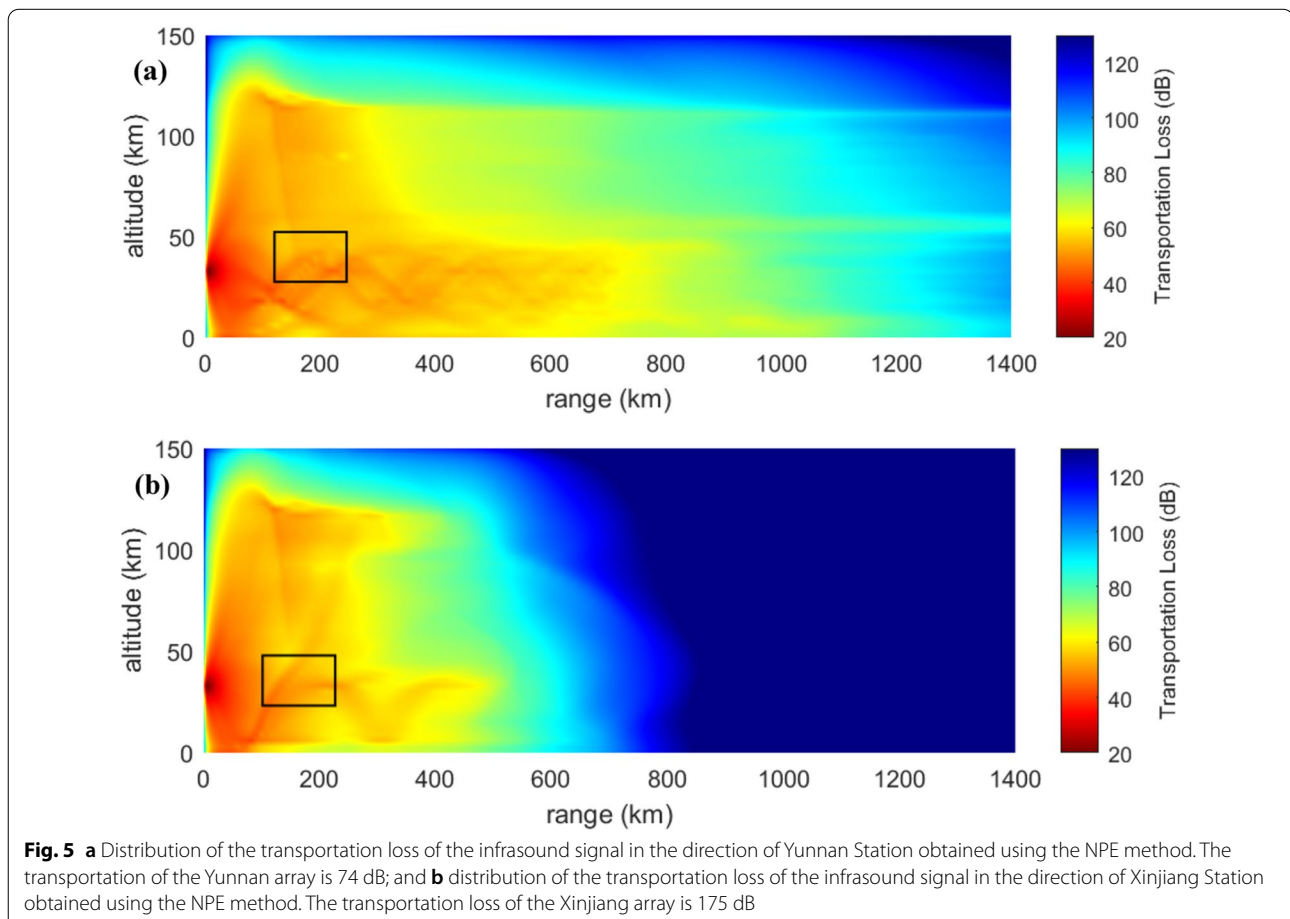 (a)
150
100
50
0
altitude (km)
0 200 400 600 800 1000 1200 1400
range (km)
120
100
80
60
40
20
Transportation Loss (dB)
(b)
150
100
50
0
altitude (km)
0 200 400 600 800 1000 1200 1400
range (km)
120
100
80
60
40
20
Transportation Loss (dB)
Fig. 5 a Distribution of the transportation loss of the infrasound signal in the direction of Yunnan Station obtained using the NPE method. The
transportation of the Yunnan array is 74 dB; and b distribution of the transportation loss of the infrasound signal in the direction of Xinjiang Station
obtained using the NPE method. The transportation loss of the Xinjiang array is 175 dB